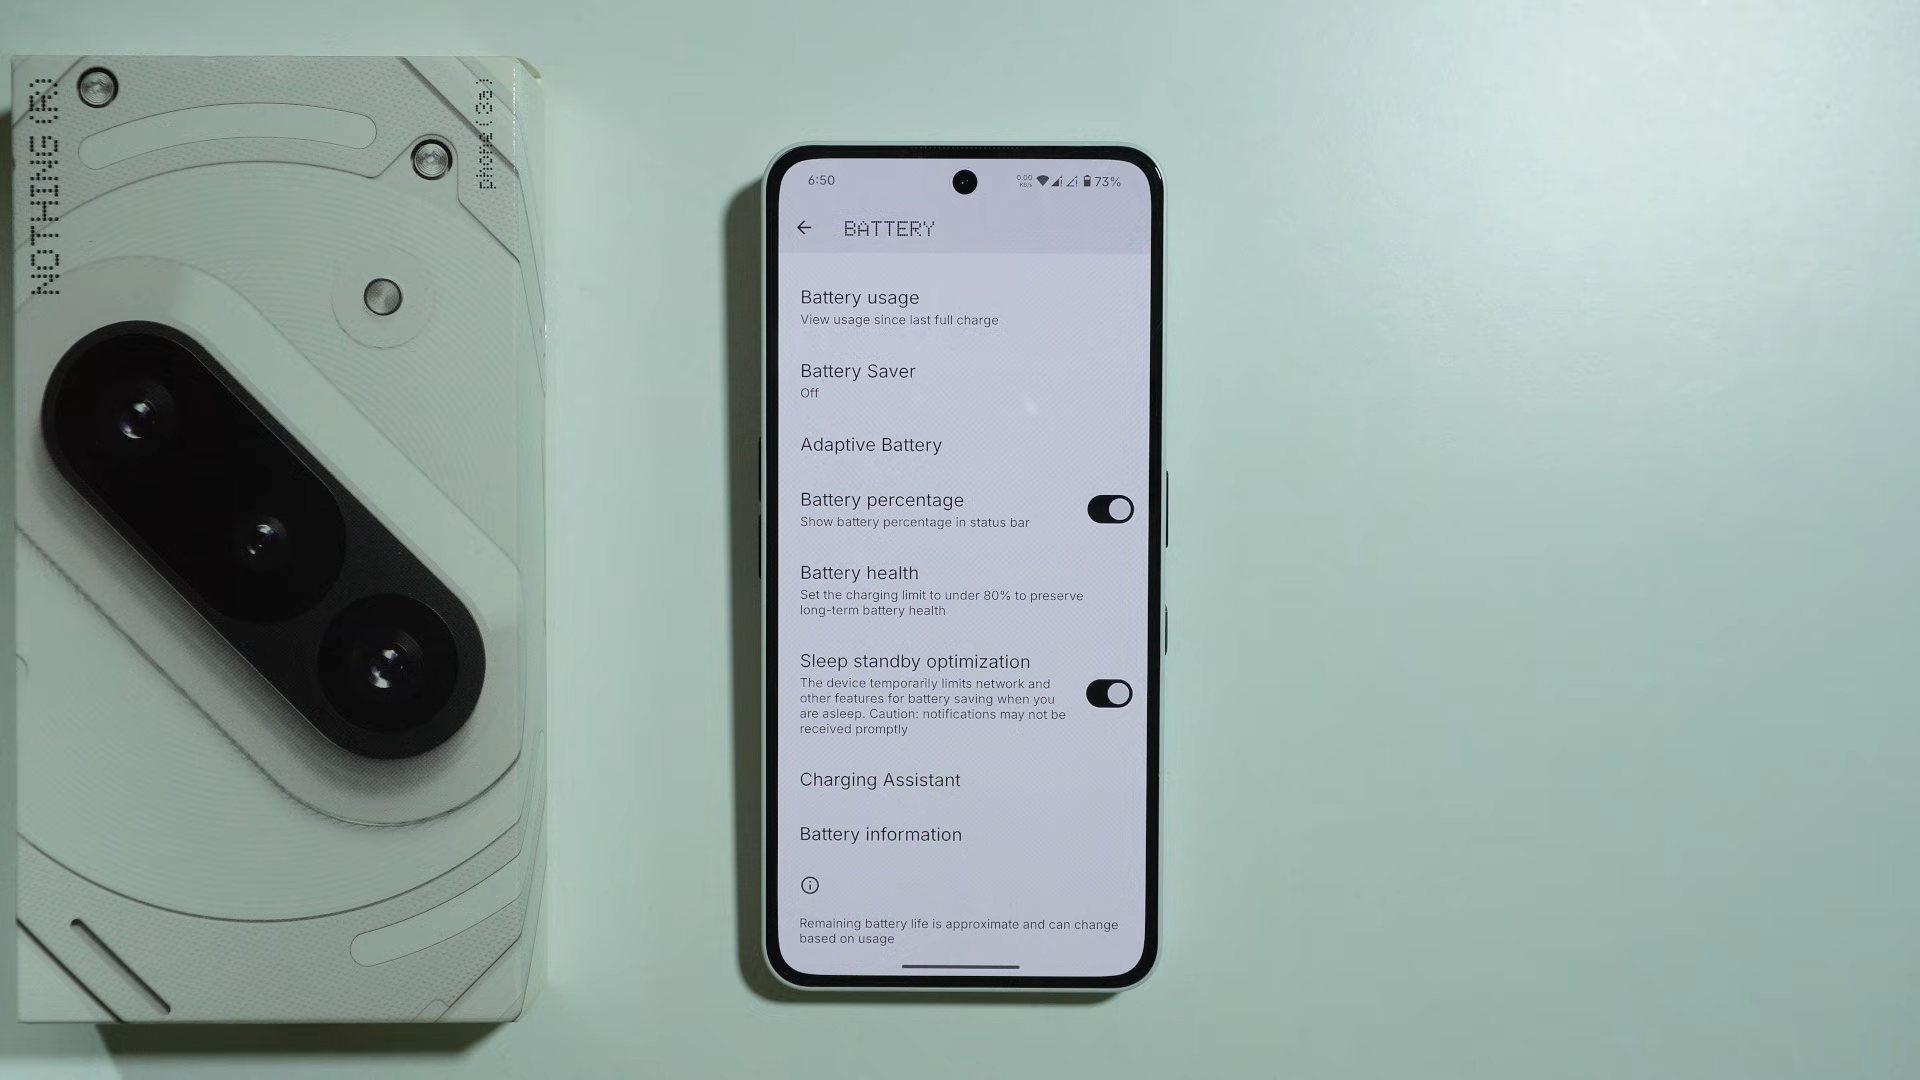 NOTHING (R)
phone (3a)
6:50
0.00
KB/s
73%
BATTERY
Battery usage
View usage since last full charge
Battery Saver
Off
Adaptive Battery
Battery percentage
Show battery percentage in status bar
Battery health
Set the charging limit to under 80% to preserve
long-term battery health
Sleep standby optimization
The device temporarily limits network and
other features for battery saving when you
are asleep. Caution: notifications may not be
received promptly
Charging Assistant
Battery information
Remaining battery life is approximate and can change
based on usage